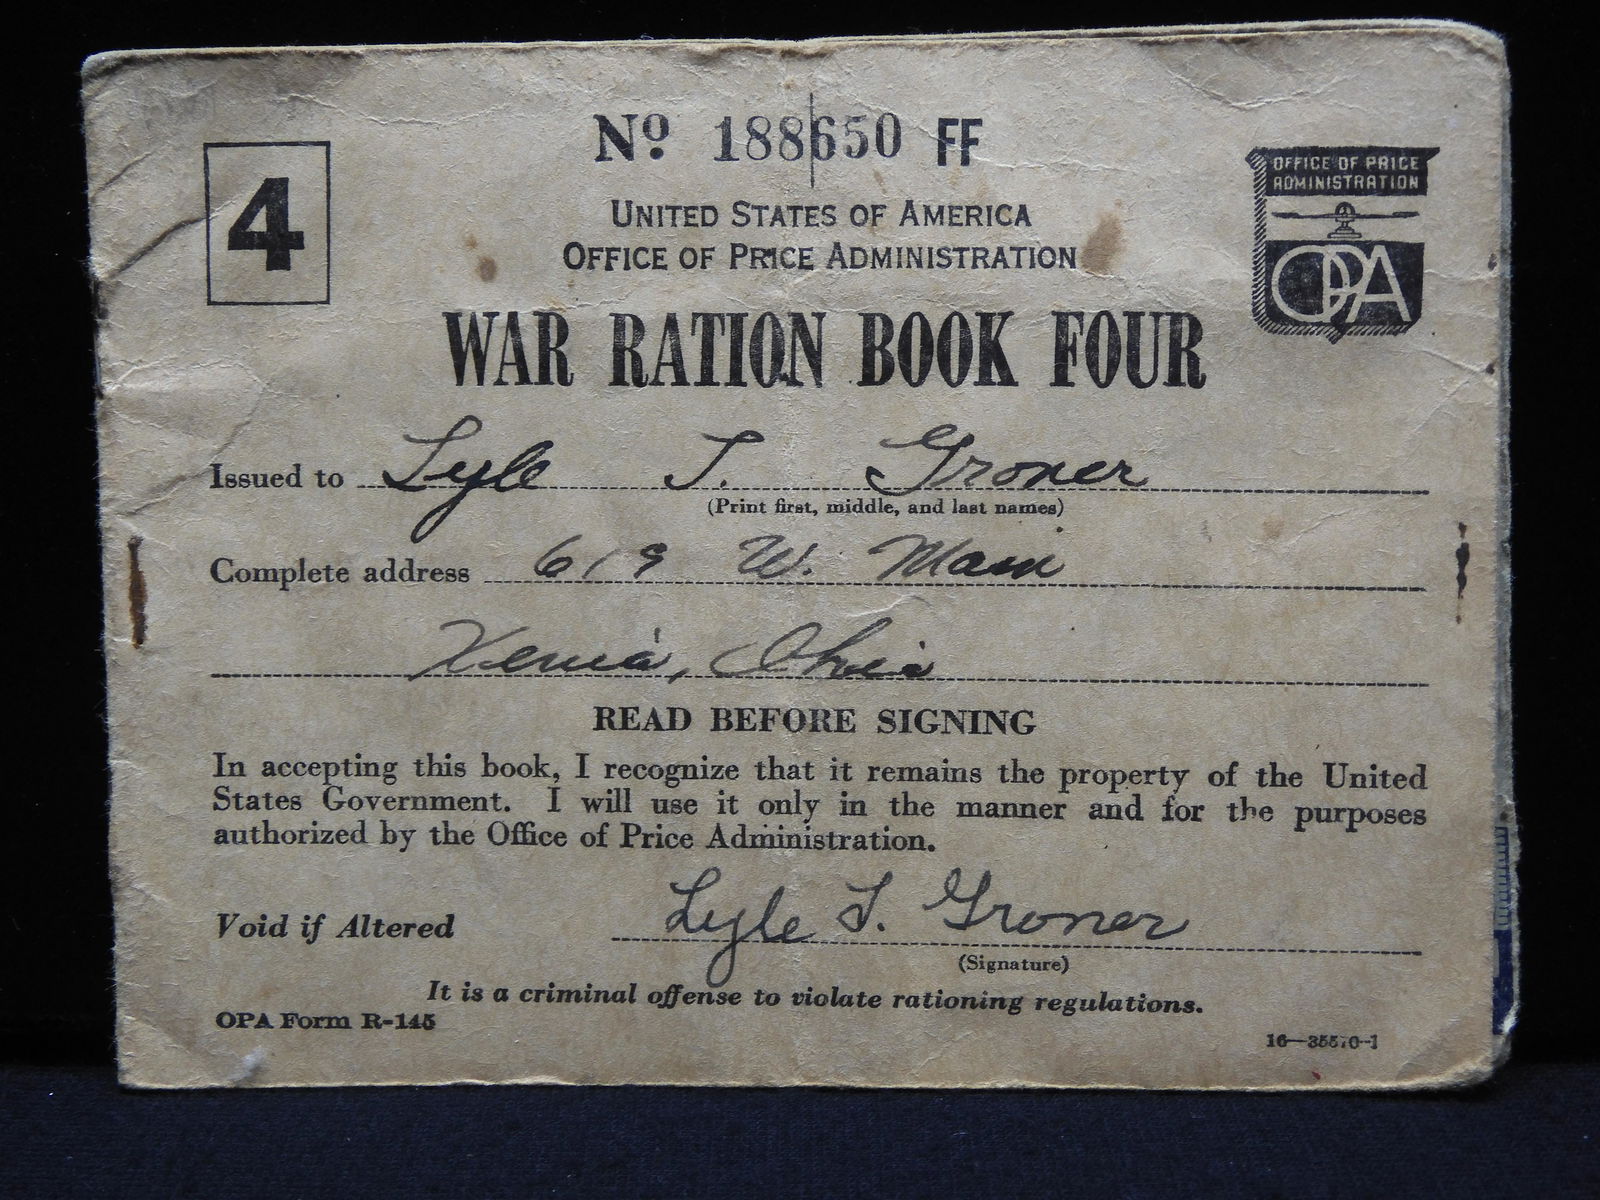 4
Nº 188650 FF
OFFICE OF PRICE
ADMINISTRATION
OPA
UNITED STATES OF AMERICA
OFFICE OF PRICE ADMINISTRATION
WAR RATION BOOK FOUR
Issued to Lyle T. Groner
(Print first, middle, and last names)
Complete address 619 W. Main
Xenia, Ohio
READ BEFORE SIGNING
In accepting this book, I recognize that it remains the property of the United
States Government. I will use it only in the manner and for the purposes
authorized by the Office of Price Administration.
Void if Altered Lyle T. Groner
(Signature)
It is a criminal offense to violate rationing regulations.
OPA Form R-145
16—35570-1